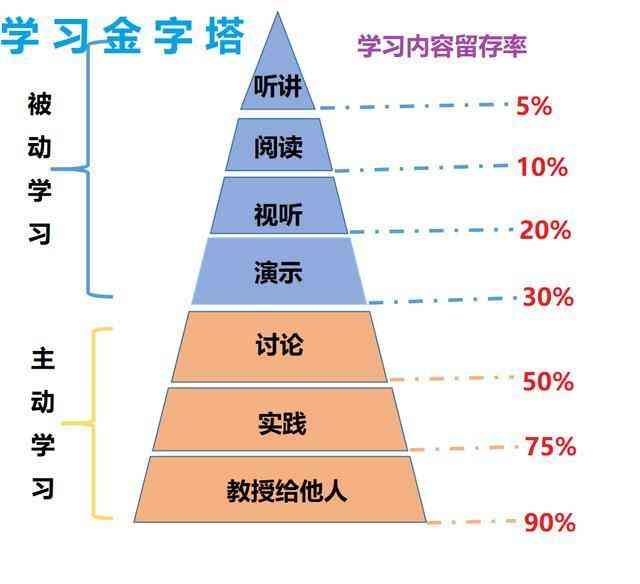 学习金字塔
学习内容留存率
被动学习
听讲
5%
阅读
10%
视听
20%
演示
30%
主动学习
讨论
50%
实践
75%
教授给他人
90%